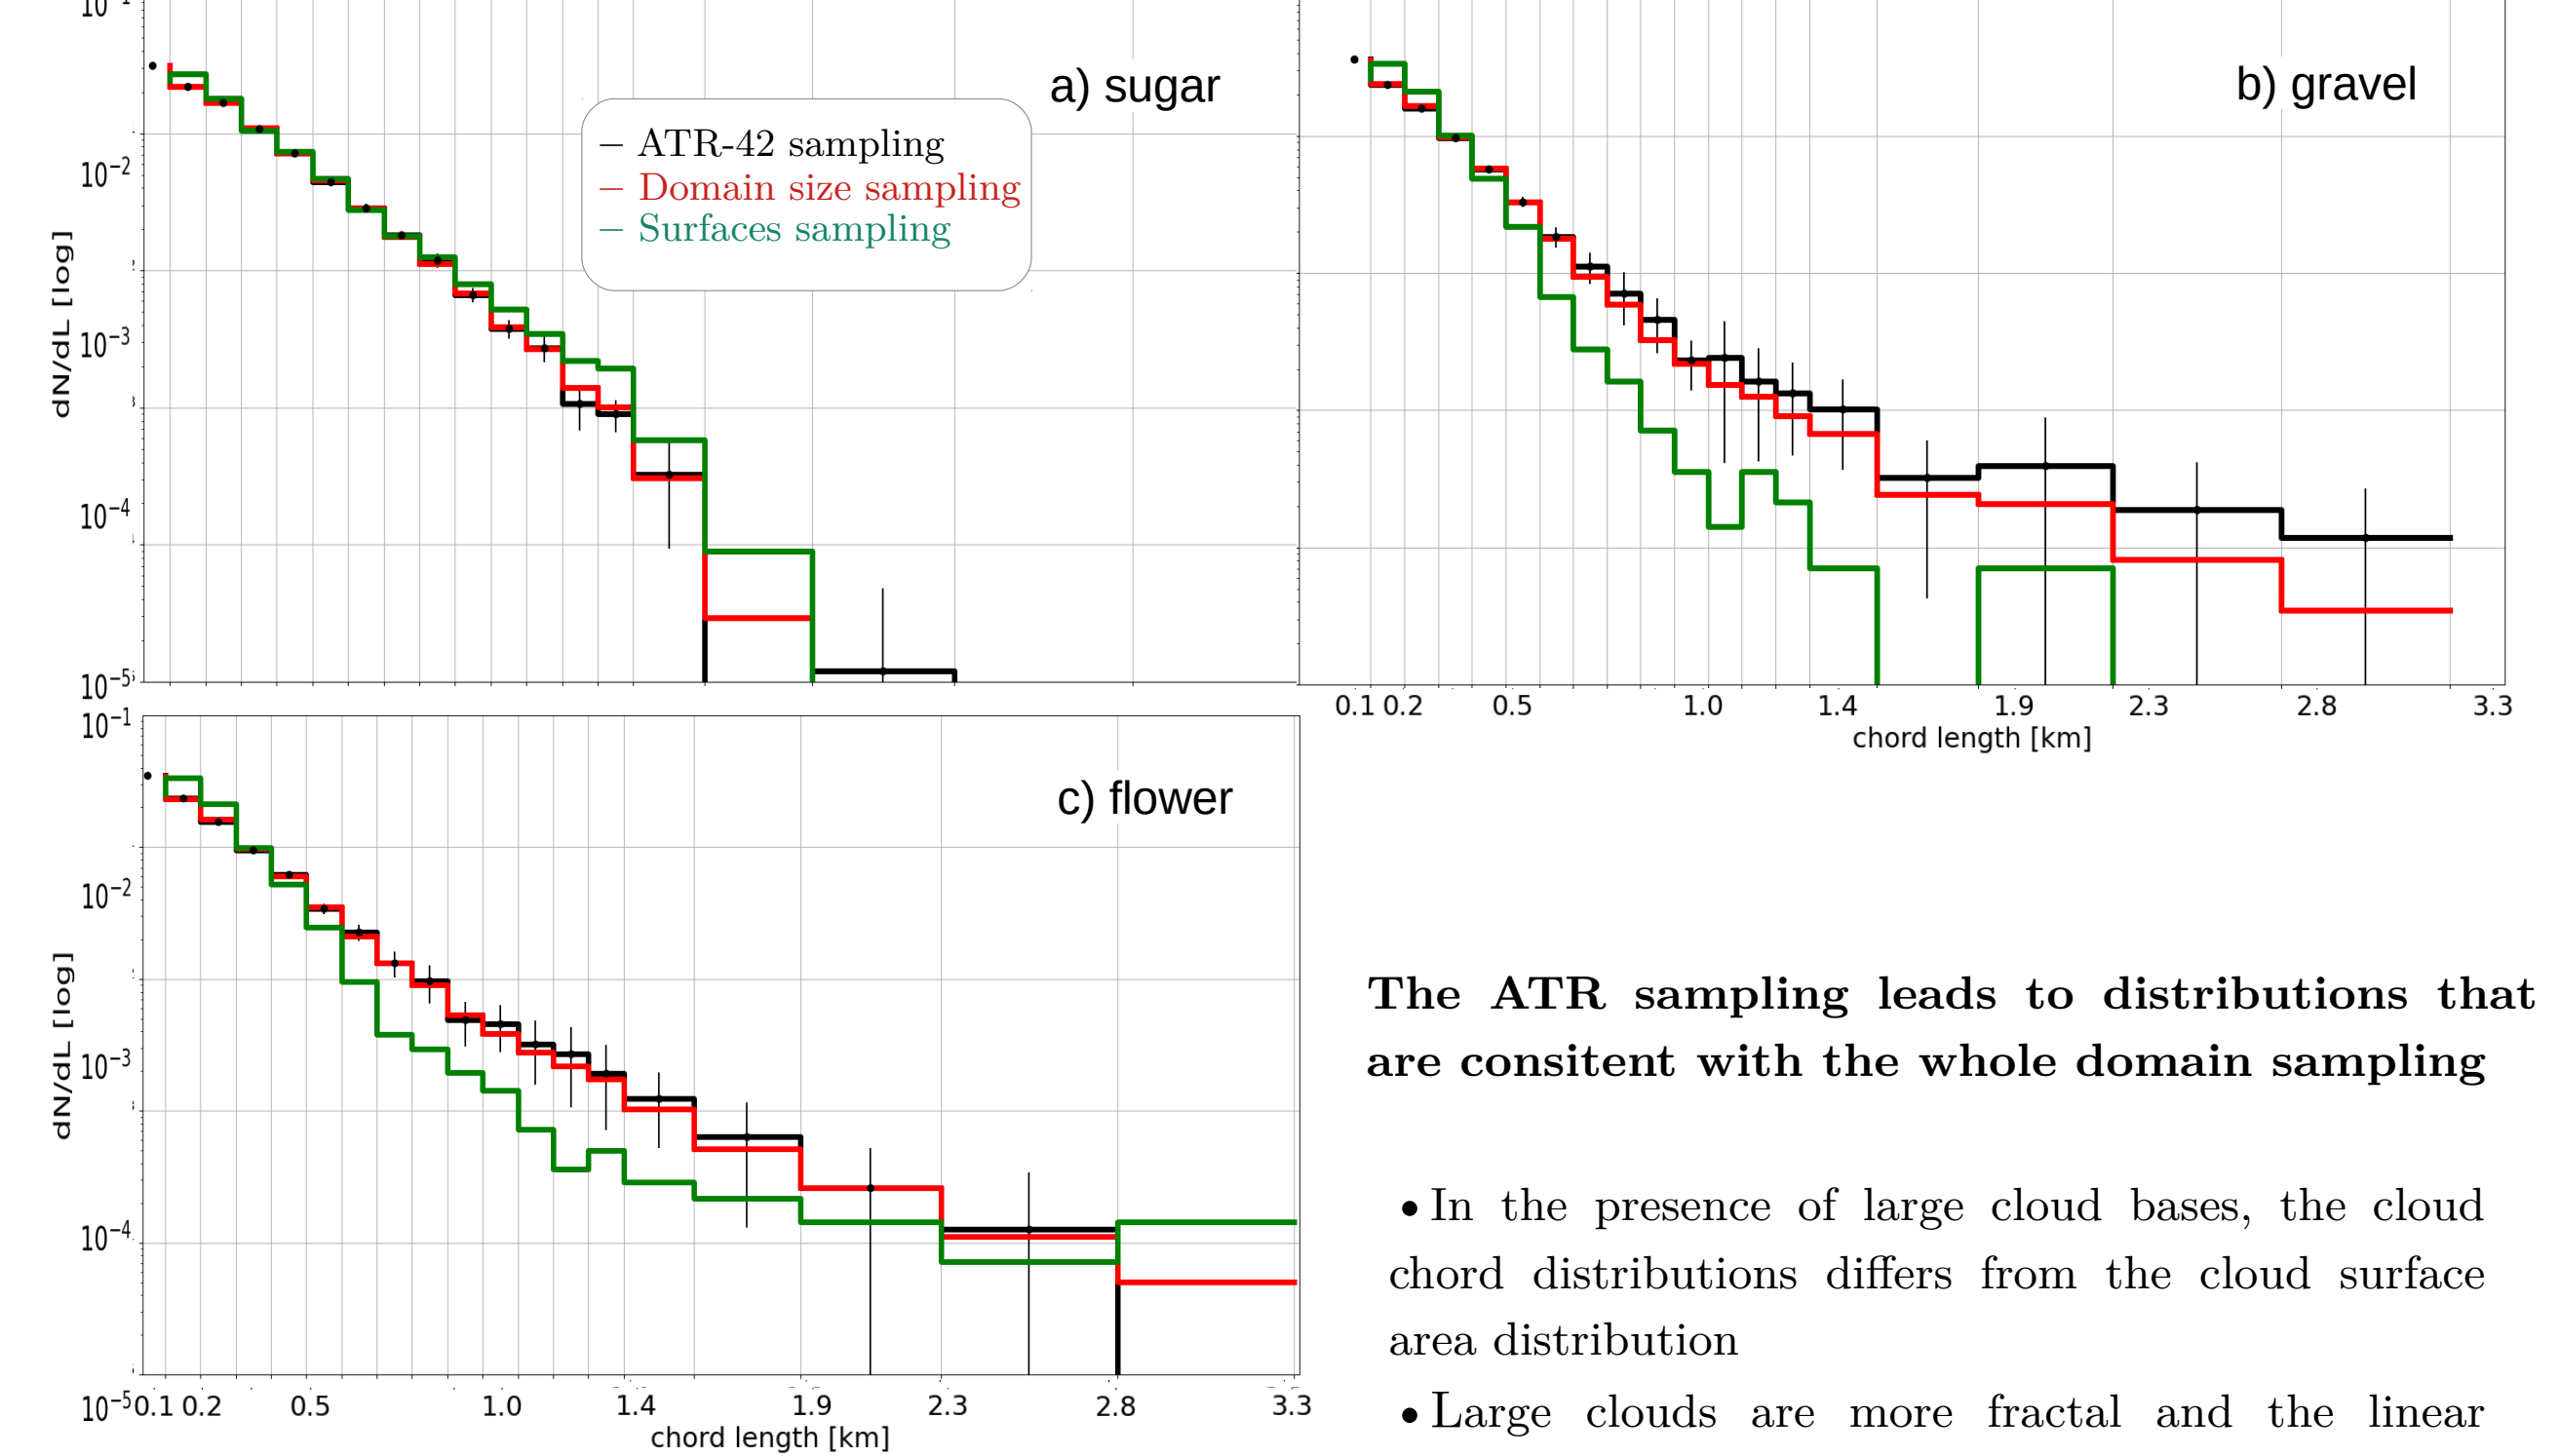 10⁻¹
a) sugar
— ATR-42 sampling
— Domain size sampling
— Surfaces sampling
10⁻²
10⁻³
10⁻⁴
10⁻⁵
dN/dL [log]
b) gravel
0.1 0.2 0.5 1.0 1.4 1.9 2.3 2.8 3.3
chord length [km]
10⁻¹
c) flower
10⁻²
10⁻³
10⁻⁴
10⁻⁵
dN/dL [log]
0.1 0.2 0.5 1.0 1.4 1.9 2.3 2.8 3.3
chord length [km]
The ATR sampling leads to distributions that
are consitent with the whole domain sampling
• In the presence of large cloud bases, the cloud
chord distributions differs from the cloud surface
area distribution
• Large clouds are more fractal and the linear